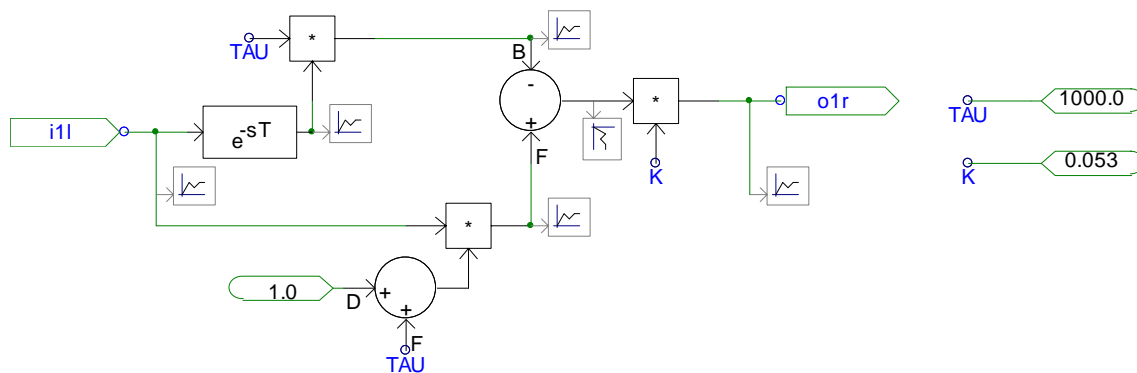 TAU
*
B
-
+
i1l
e-sT
*
K
o1r
TAU
1000.0
K
0.053
F
*
1.0
D
+
+
F
TAU